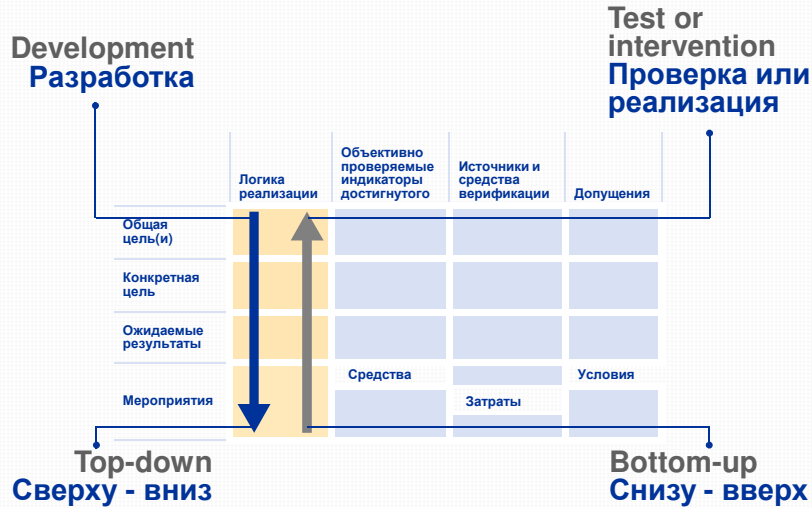 Development
Разработка
Test or
intervention
Проверка или
реализация
Логика
реализации
Объективно
проверяемые
индикаторы
достигнутого
Источники и
средства
верификации
Допущения
Общая
цель(и)
Конкретная
цель
Ожидаемые
результаты
Средства
Условия
Мероприятия
Затраты
Top-down
Сверху - вниз
Bottom-up
Снизу - вверх